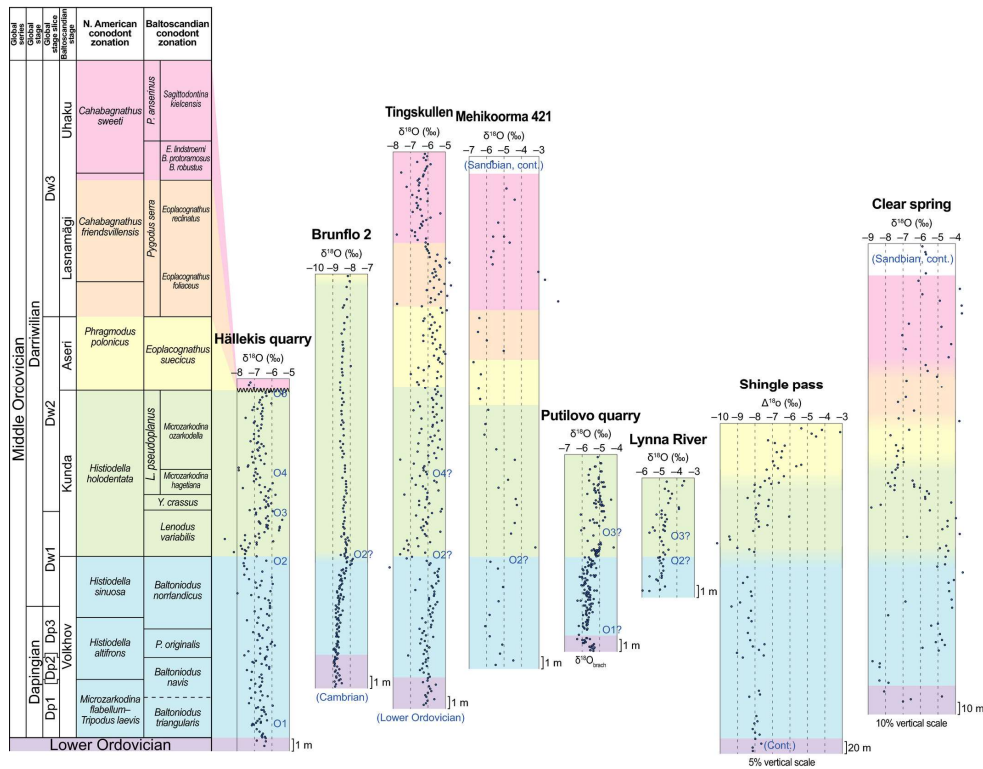 Global series
Global stage
Global stage slice
Baltoscandian stage
N. American conodont zonation
Baltoscandian conodont zonation
Middle Ordovician
Darriwilian
Dapingian
Dw3
Dw2
Dw1
Dp3
Dp2
Dp1
Uhaku
Lasnamägi
Aseri
Kunda
Volkhov
Cahabagnathus sweeti
Cahabagnathus friendsvillensis
Phragmodus polonicus
Histiodella holodentata
Histiodella sinuosa
Histiodella altifrons
Microzarkodina flabellum–Tripodus laevis
P. anserinus
Pygodus serra
Sagittodontina kielcensis
E. lindstroemi
B. protoramosus
B. robustus
Eoplacognathus reclinatus
Eoplacognathus foliaceus
Eoplacognathus suecicus
L. pseudoplanus
Microzarkodina ozarkodella
Microzarkodina hagetiana
Y. crassus
Lenodus variabilis
Baltoniodus norrlandicus
P. originalis
Baltoniodus navis
Baltoniodus triangularis
Lower Ordovician
Hällekis quarry
δ18O (‰)
–8 –7 –6 –5
O5
O4
O3
O2
O1
1 m
Brunflo 2
δ18O (‰)
–10 –9 –8 –7
O2?
1 m
(Cambrian)
Tingskullen
δ18O (‰)
–8 –7 –6 –5
O4?
O2?
1 m
(Lower Ordovician)
Mehikoorma 421
δ18O (‰)
–7 –6 –5 –4 –3
(Sandbian, cont.)
O2?
1 m
Putilovo quarry
δ18O (‰)
–7 –6 –5 –4
O3?
O1?
1 m
δ18Obrach
Lynna River
δ18O (‰)
–6 –5 –4 –3
O3?
O2?
1 m
Shingle pass
Δ18o (‰)
–10 –9 –8 –7 –6 –5 –4 –3
(Cont.)
20 m
5% vertical scale
Clear spring
δ18O (‰)
–9 –8 –7 –6 –5 –4
(Sandbian, cont.)
10 m
10% vertical scale